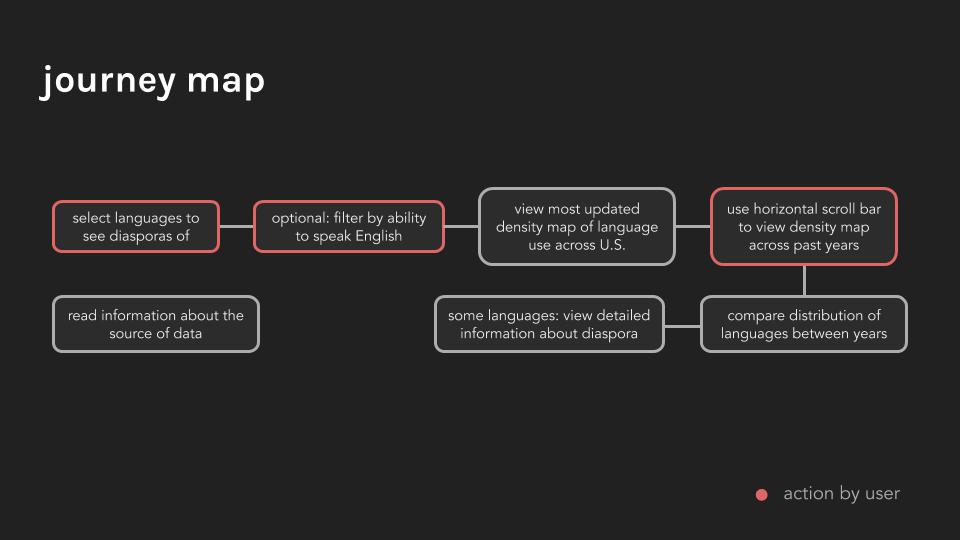 journey map
select languages to
see diasporas of
optional: filter by ability
to speak English
view most updated
density map of language
use across U.S.
use horizontal scroll bar
to view density map
across past years
read information about the
source of data
some languages: view detailed
information about diaspora
compare distribution of
languages between years
action by user